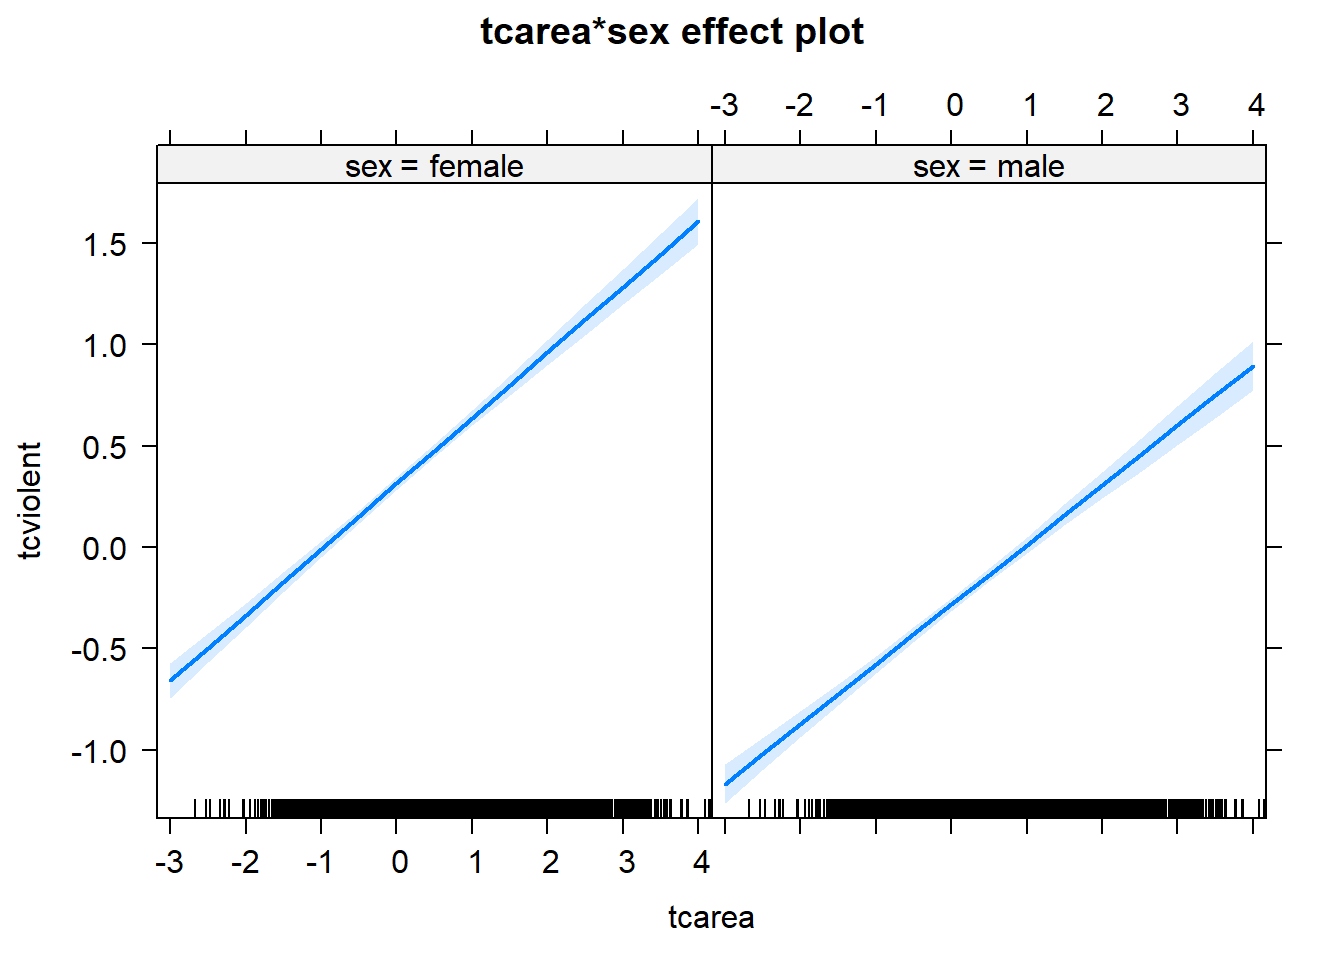 tcarea*sex effect plot
-3 -2 -1 0 1 2 3 4
sex = female
sex = male
1.5
1.0
0.5
0.0
-0.5
-1.0
tcviolent
-3 -2 -1 0 1 2 3 4
tcarea